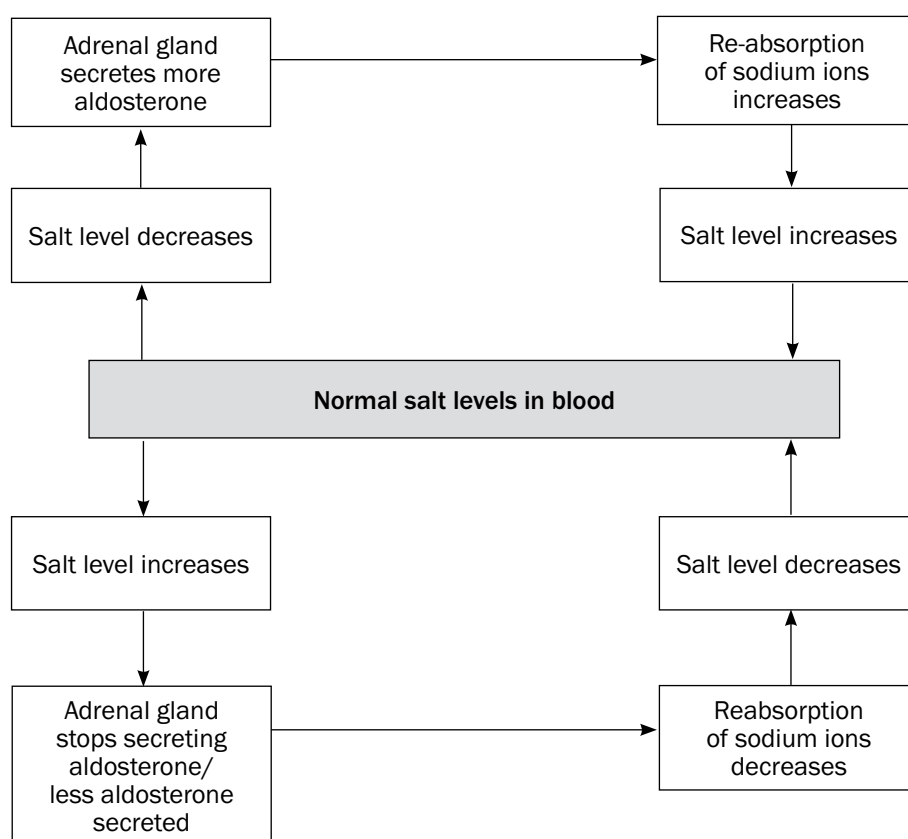 Adrenal gland
secretes more
aldosterone
Re-absorption
of sodium ions
increases
Salt level decreases
Salt level increases
Normal salt levels in blood
Salt level increases
Salt level decreases
Adrenal gland
stops secreting
aldosterone/
less aldosterone
secreted
Reabsorption
of sodium ions
decreases